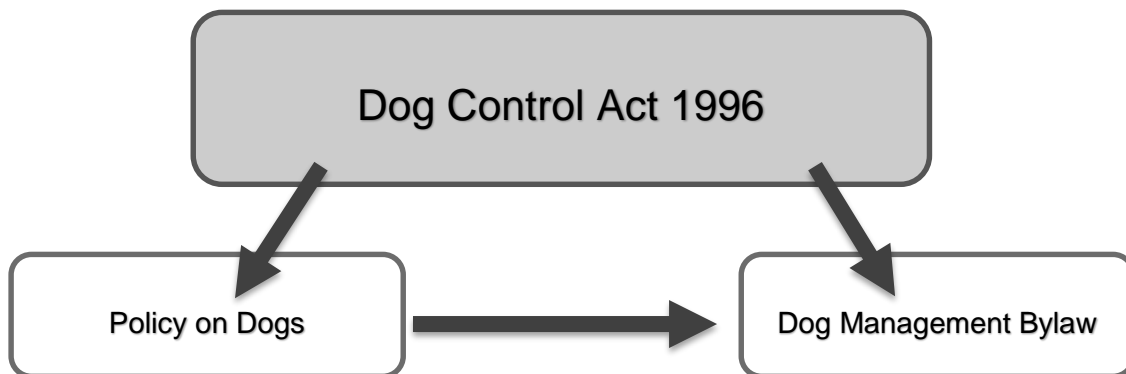 Dog Control Act 1996
Policy on Dogs
Dog Management Bylaw